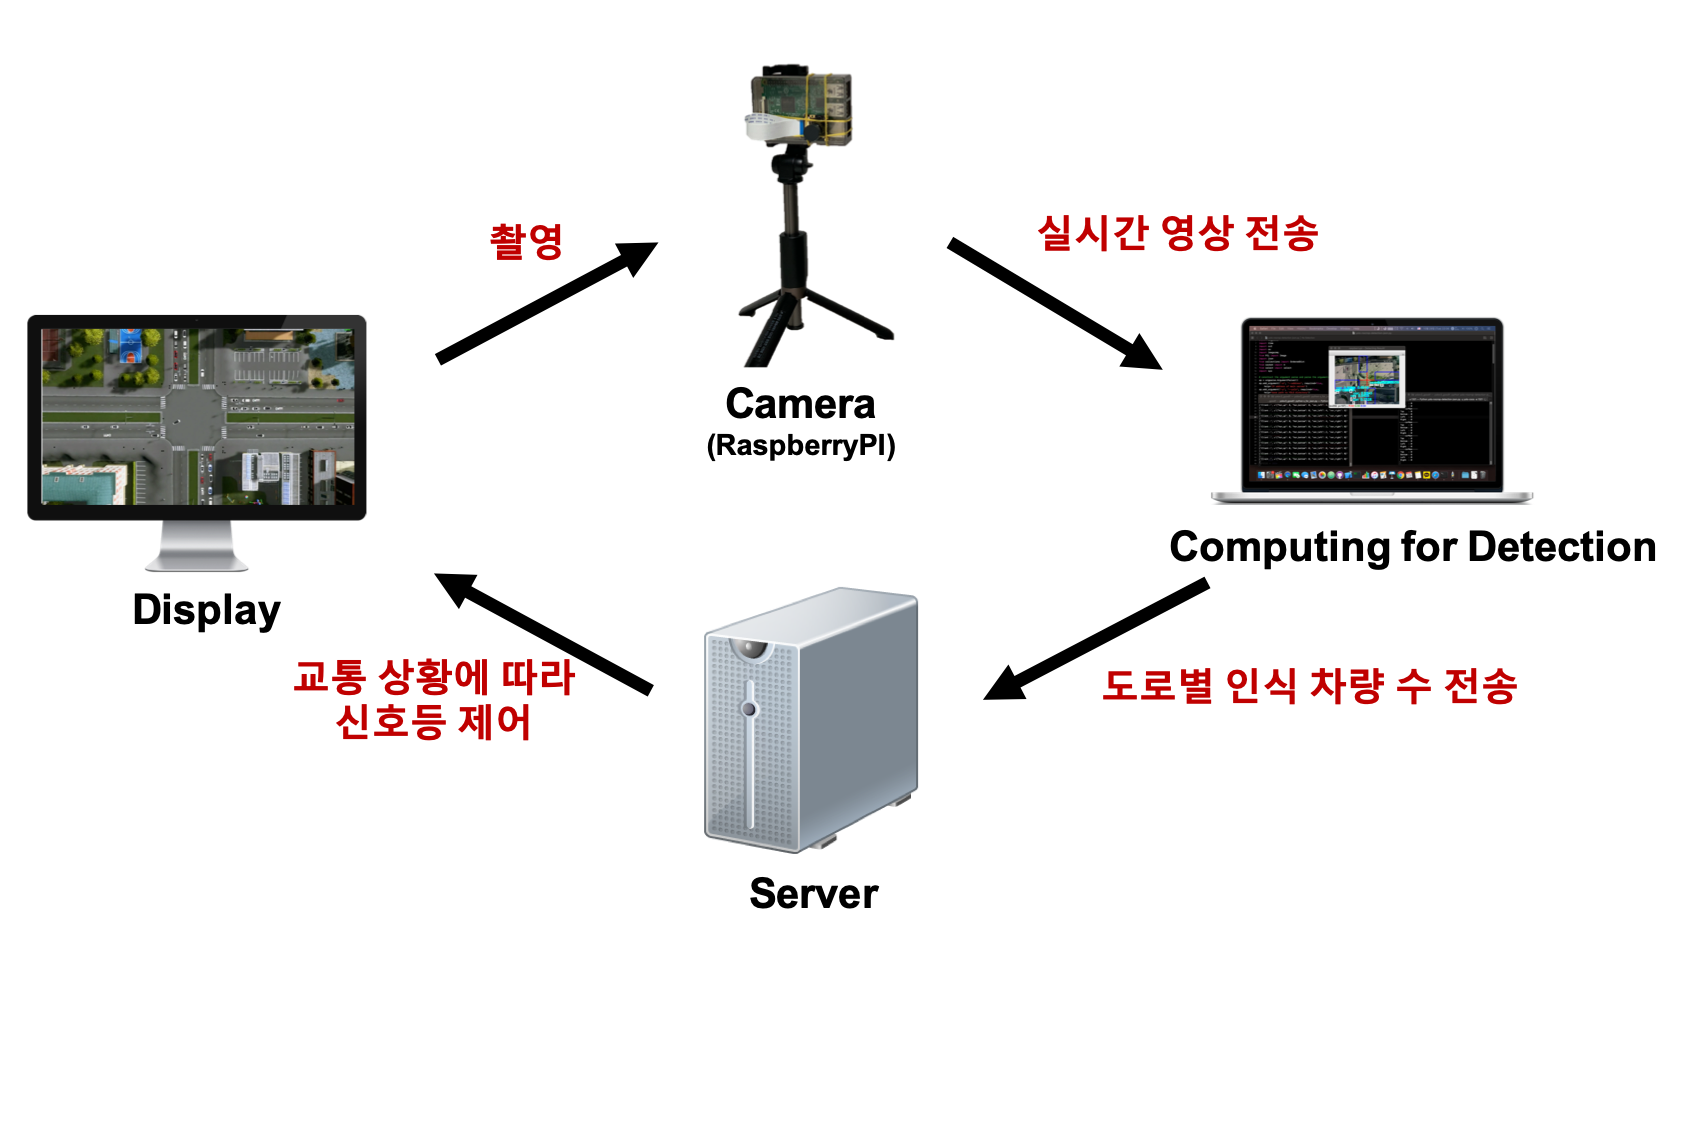 촬영
실시간 영상 전송
Camera
(RaspberryPI)
Computing for Detection
Display
교통 상황에 따라
신호등 제어
도로별 인식 차량 수 전송
Server